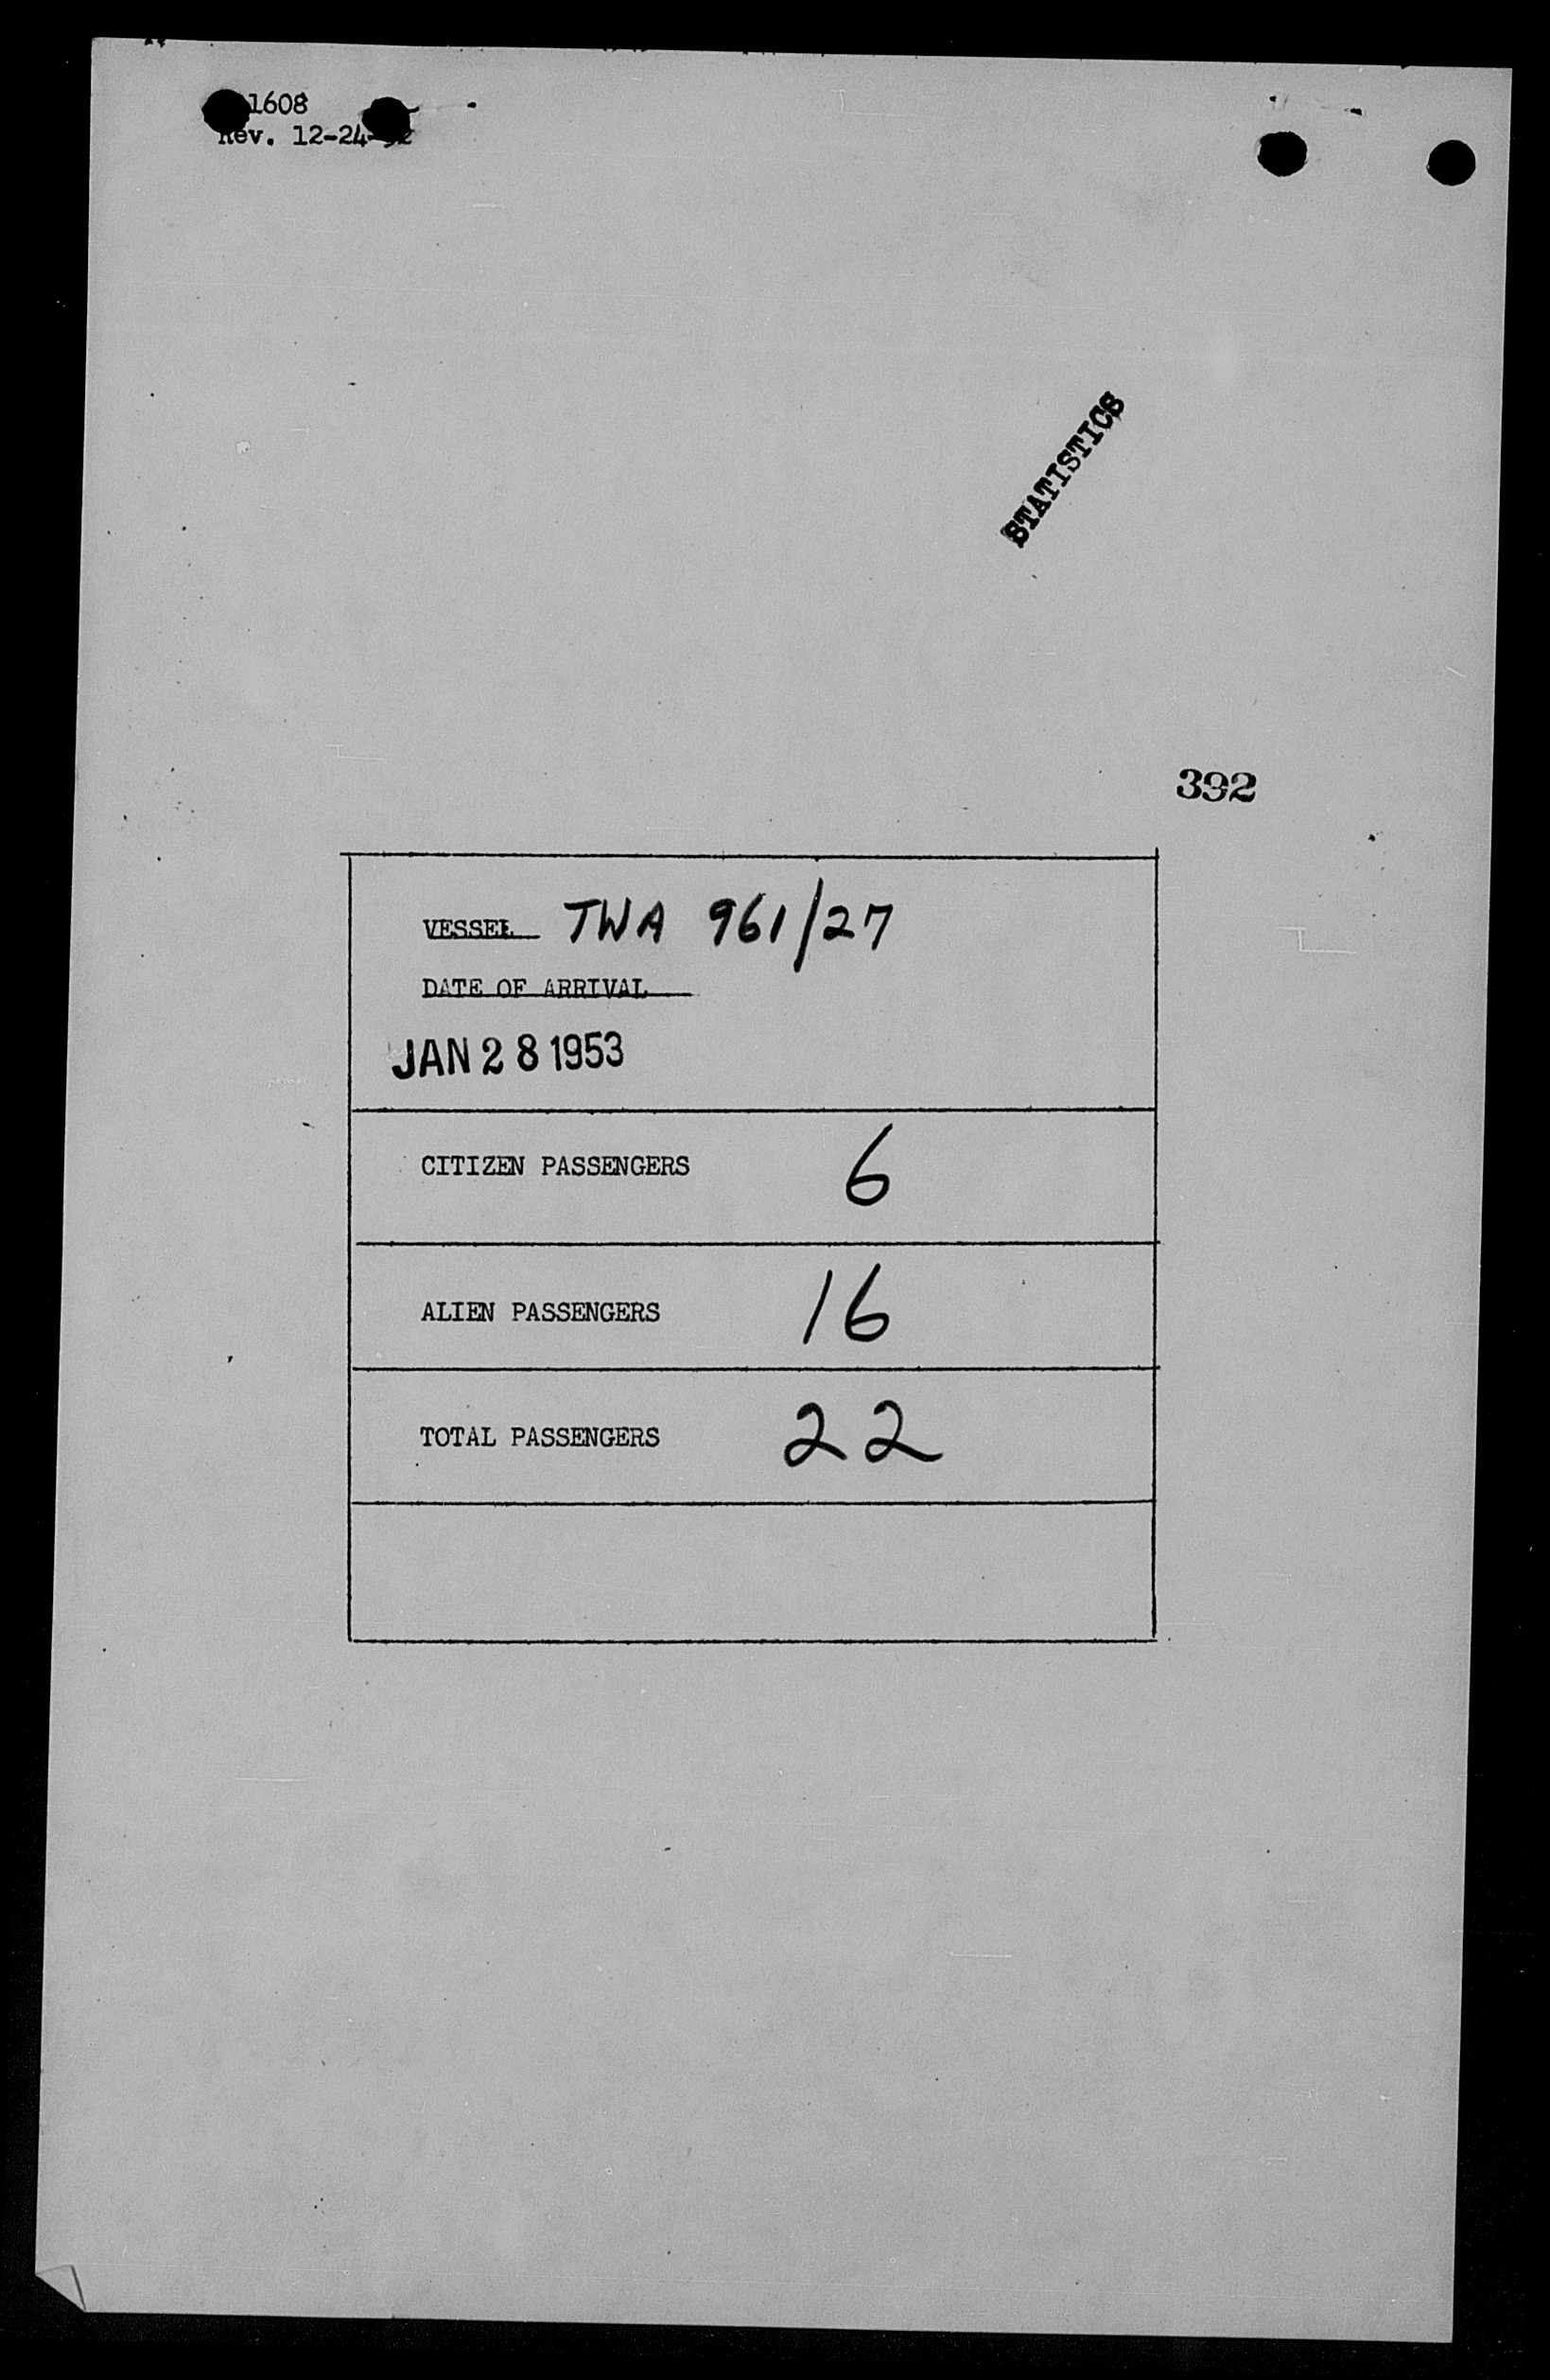 1608
Rev. 12-24-52
STATISTICS
392
VESSEL TWA 961/27
DATE OF ARRIVAL
JAN 28 1953
CITIZEN PASSENGERS 6
ALIEN PASSENGERS 16
TOTAL PASSENGERS 22